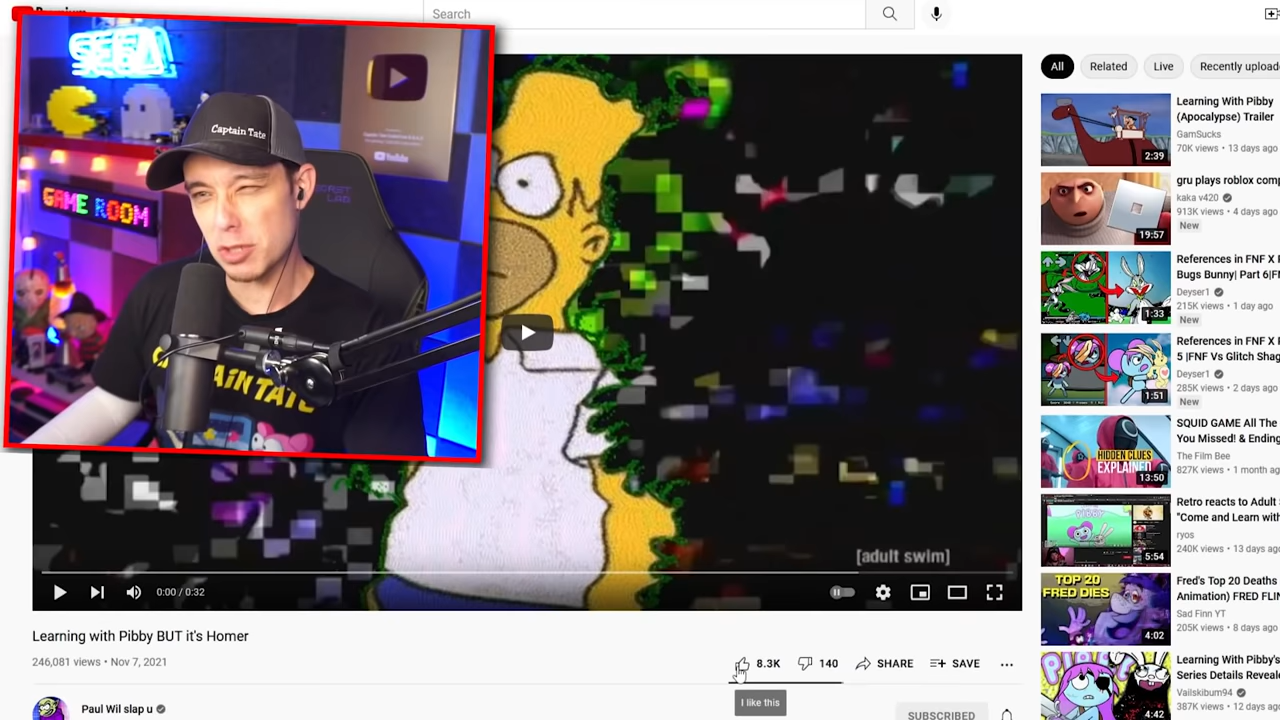 Premium
Search
SEGA
Captain Tate
YouTube
GAME ROOM
[adult swim]
0:00 / 0:32
Learning with Pibby BUT it's Homer
246,081 views • Nov 7, 2021
8.3K
140
SHARE
SAVE
I like this
Paul Wil slap u
SUBSCRIBED
All
Related
Live
Recently uploade
Learning With Pibby
(Apocalypse) Trailer
GamSucks
70K views • 13 days ago
2:39
gru plays roblox comp
kaka v420
913K views • 4 days ago
New
19:57
References in FNF X P
Bugs Bunny| Part 6|F
Deyser1
215K views • 1 day ago
New
1:33
References in FNF X P
5 |FNF Vs Glitch Shag
Deyser1
285K views • 2 days ago
New
1:51
SQUID GAME All The
You Missed! & Ending
The Film Bee
827K views • 1 month ago
HIDDEN CLUES
EXPLAINED
13:50
Retro reacts to Adult
"Come and Learn with
ryos
240K views • 13 days ago
5:54
Fred's Top 20 Deaths
Animation) FRED FLIN
Sad Finn YT
205K views • 8 days ago
TOP 20
FRED DIES
4:02
Learning With Pibby's
Series Details Reveale
Vailskibum94
387K views • 12 days ago
4:42